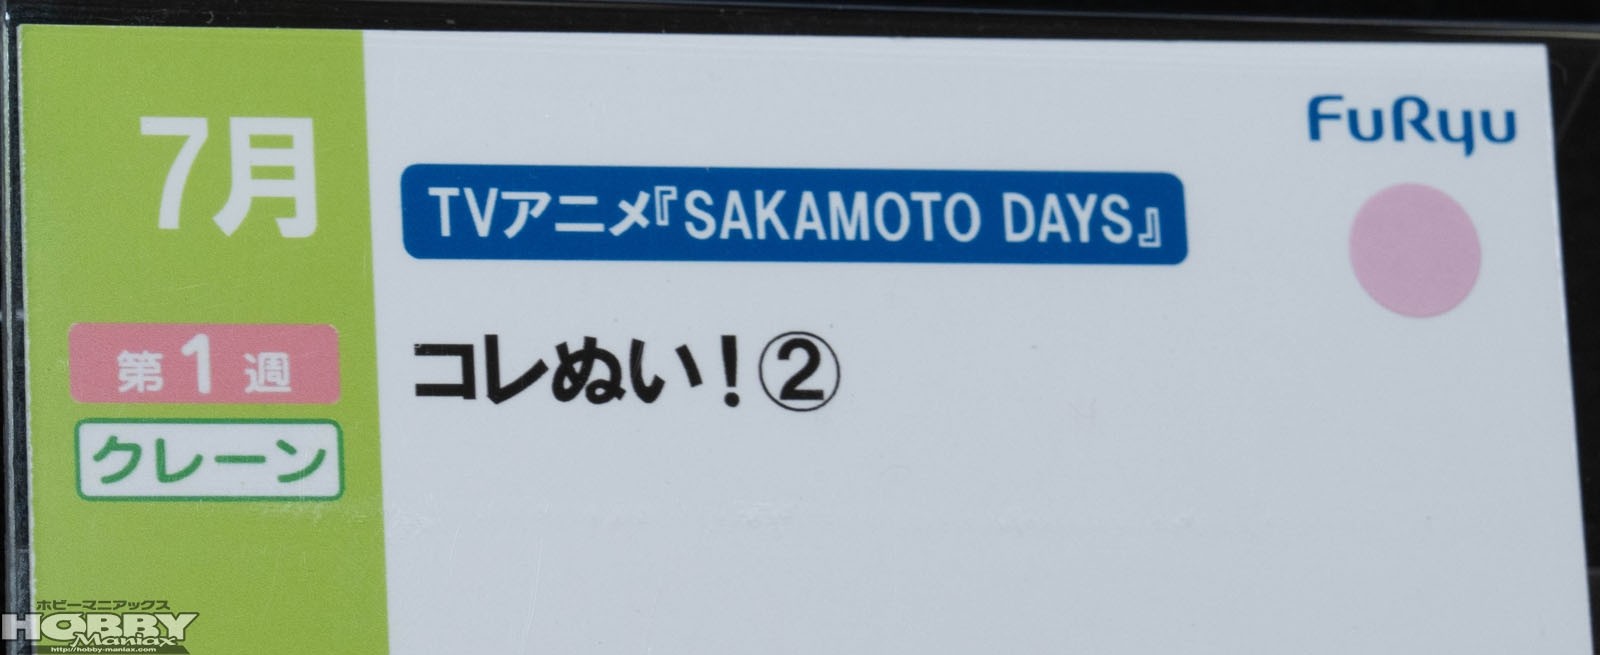 7月
第1週
クレーン
FuRyu
TVアニメ『SAKAMOTO DAYS』
コレぬい！②
ホビーマニアックス
HOBBY
Maniax
http://hobby-maniax.com